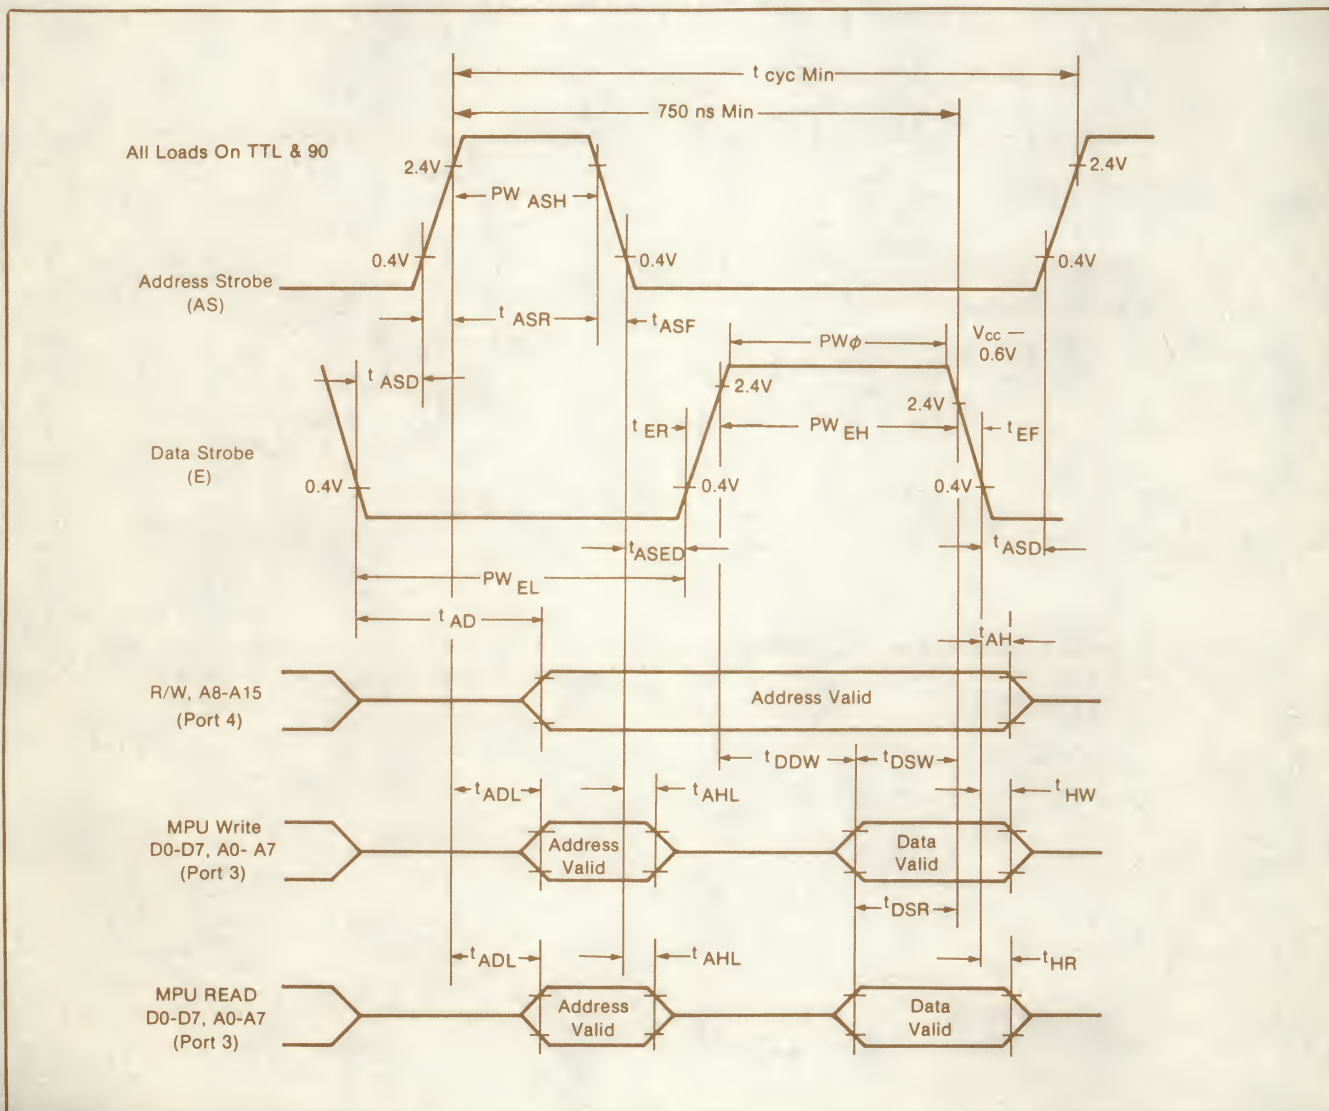 t cyc Min
750 ns Min
All Loads On TTL & 90
2.4V
PW ASH
2.4V
0.4V
0.4V
0.4V
Address Strobe
(AS)
t ASR
t ASF
PWφ
Vcc —
0.6V
t ASD
2.4V
2.4V
t ER
PW EH
t EF
Data Strobe
(E)
0.4V
0.4V
0.4V
t ASED
t ASD
PW EL
t AD
t AH
R/W, A8-A15
(Port 4)
Address Valid
t DDW
t DSW
t ADL
t AHL
t HW
MPU Write
D0-D7, A0- A7
(Port 3)
Address
Valid
Data
Valid
t DSR
t ADL
t AHL
t HR
MPU READ
D0-D7, A0-A7
(Port 3)
Address
Valid
Data
Valid